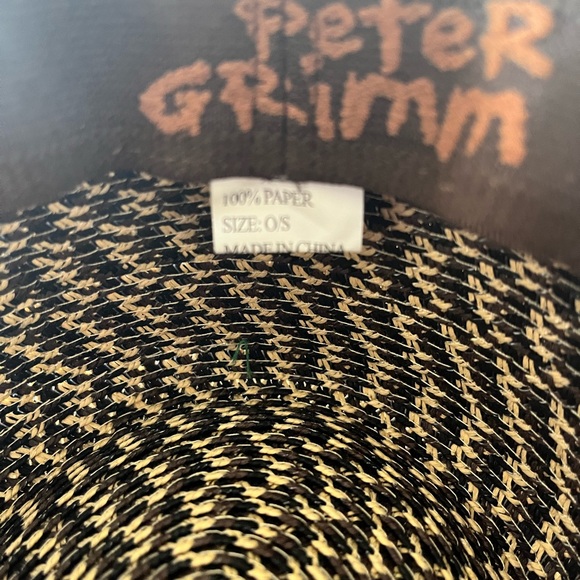 PeteR
GRimm
100% PAPER
SIZE: O/S
MADE IN CHINA